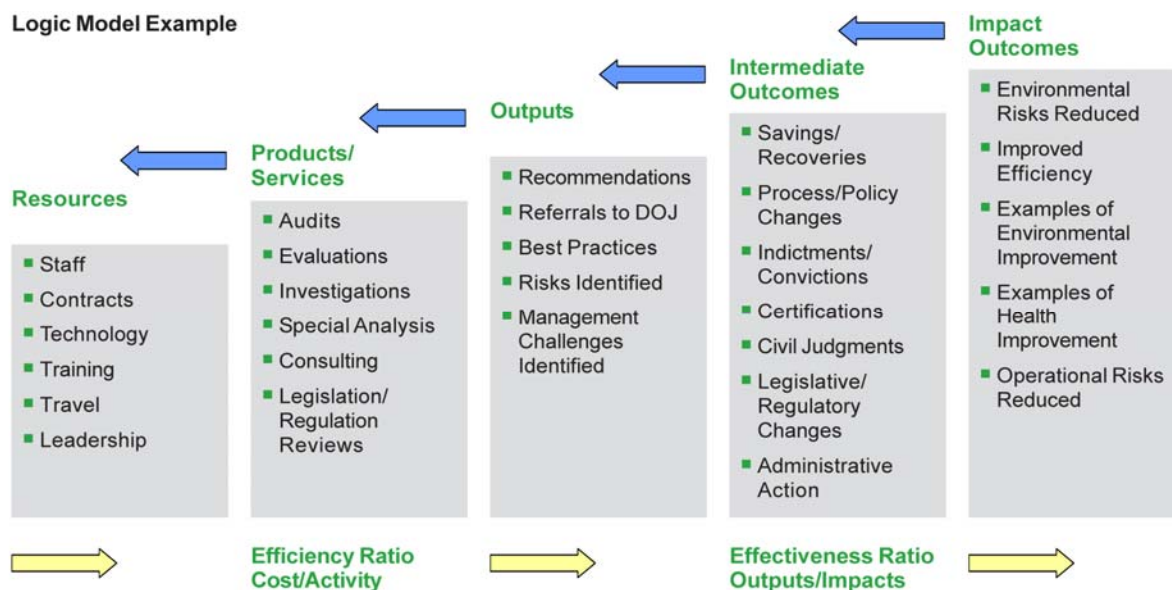 Logic Model Example
Resources
Staff
Contracts
Technology
Training
Travel
Leadership
Products/
Services
Audits
Evaluations
Investigations
Special Analysis
Consulting
Legislation/
Regulation
Reviews
Outputs
Recommendations
Referrals to DOJ
Best Practices
Risks Identified
Management
Challenges
Identified
Intermediate
Outcomes
Savings/
Recoveries
Process/Policy
Changes
Indictments/
Convictions
Certifications
Civil Judgments
Legislative/
Regulatory
Changes
Administrative
Action
Impact
Outcomes
Environmental
Risks Reduced
Improved
Efficiency
Examples of
Environmental
Improvement
Examples of
Health
Improvement
Operational Risks
Reduced
Efficiency Ratio
Cost/Activity
Effectiveness Ratio
Outputs/Impacts